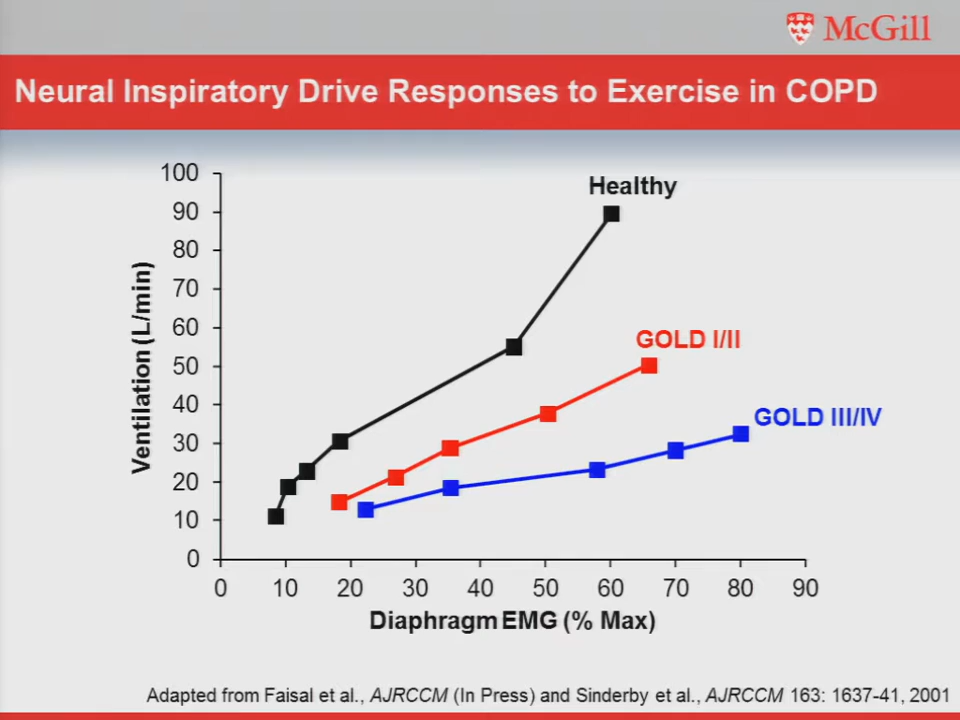 McGill
Neural Inspiratory Drive Responses to Exercise in COPD
100
90
80
70
60
50
40
30
20
10
0
Ventilation (L/min)
Healthy
GOLD I/II
GOLD III/IV
0 10 20 30 40 50 60 70 80 90
Diaphragm EMG (% Max)
Adapted from Faisal et al., AJRCCM (In Press) and Sinderby et al., AJRCCM 163: 1637-41, 2001